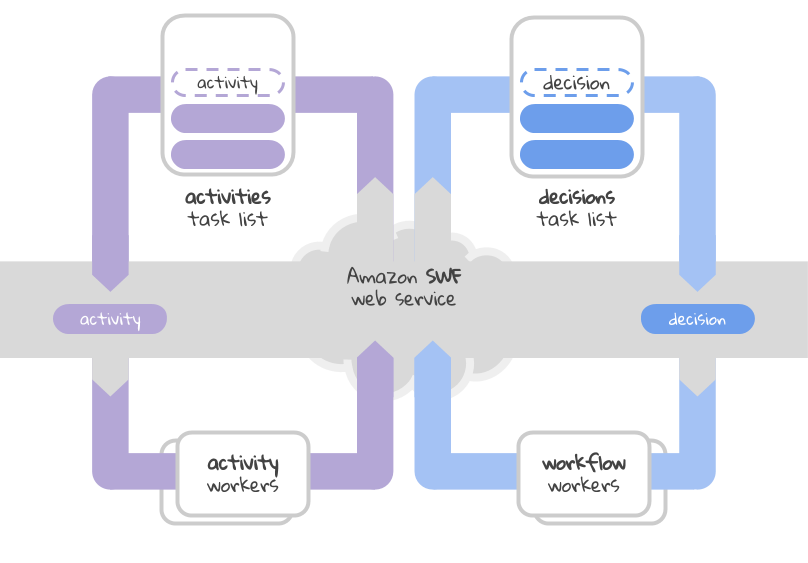 activity
decision
activities
task list
decisions
task list
Amazon SWF
web service
activity
decision
activity
workers
workflow
workers